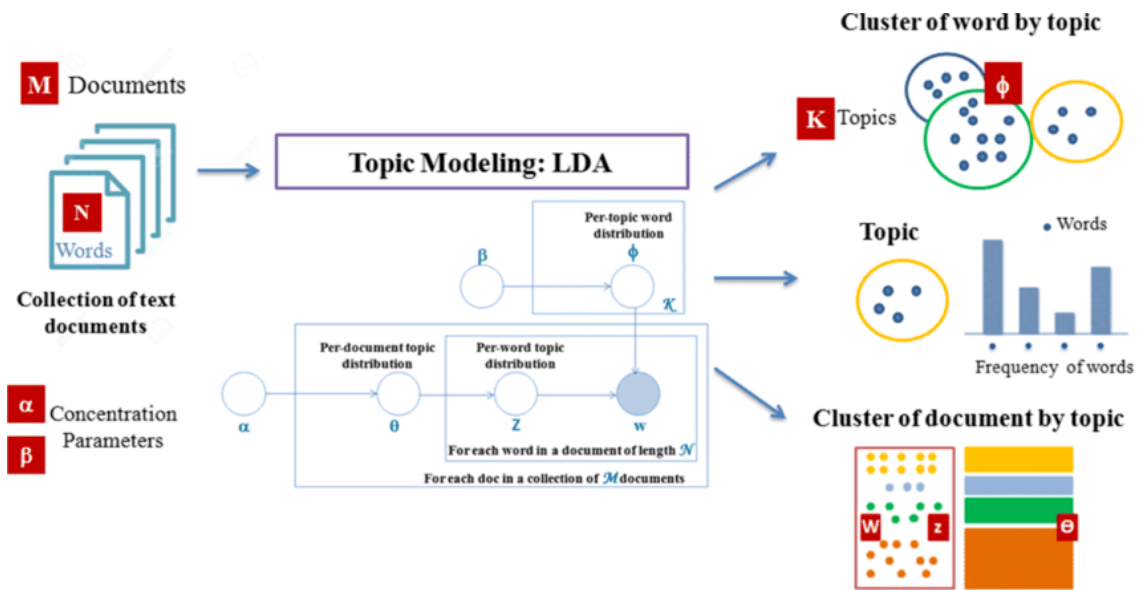 M Documents
N
Words
Collection of text
documents
α
β
Concentration
Parameters
Topic Modeling: LDA
Per-topic word
distribution
β
ϕ
K
Per-document topic
distribution
Per-word topic
distribution
α
θ
Z
w
For each word in a document of length N
For each doc in a collection of M documents
Cluster of word by topic
ϕ
K Topics
Topic
Words
Frequency of words
Cluster of document by topic
W
z
Θ